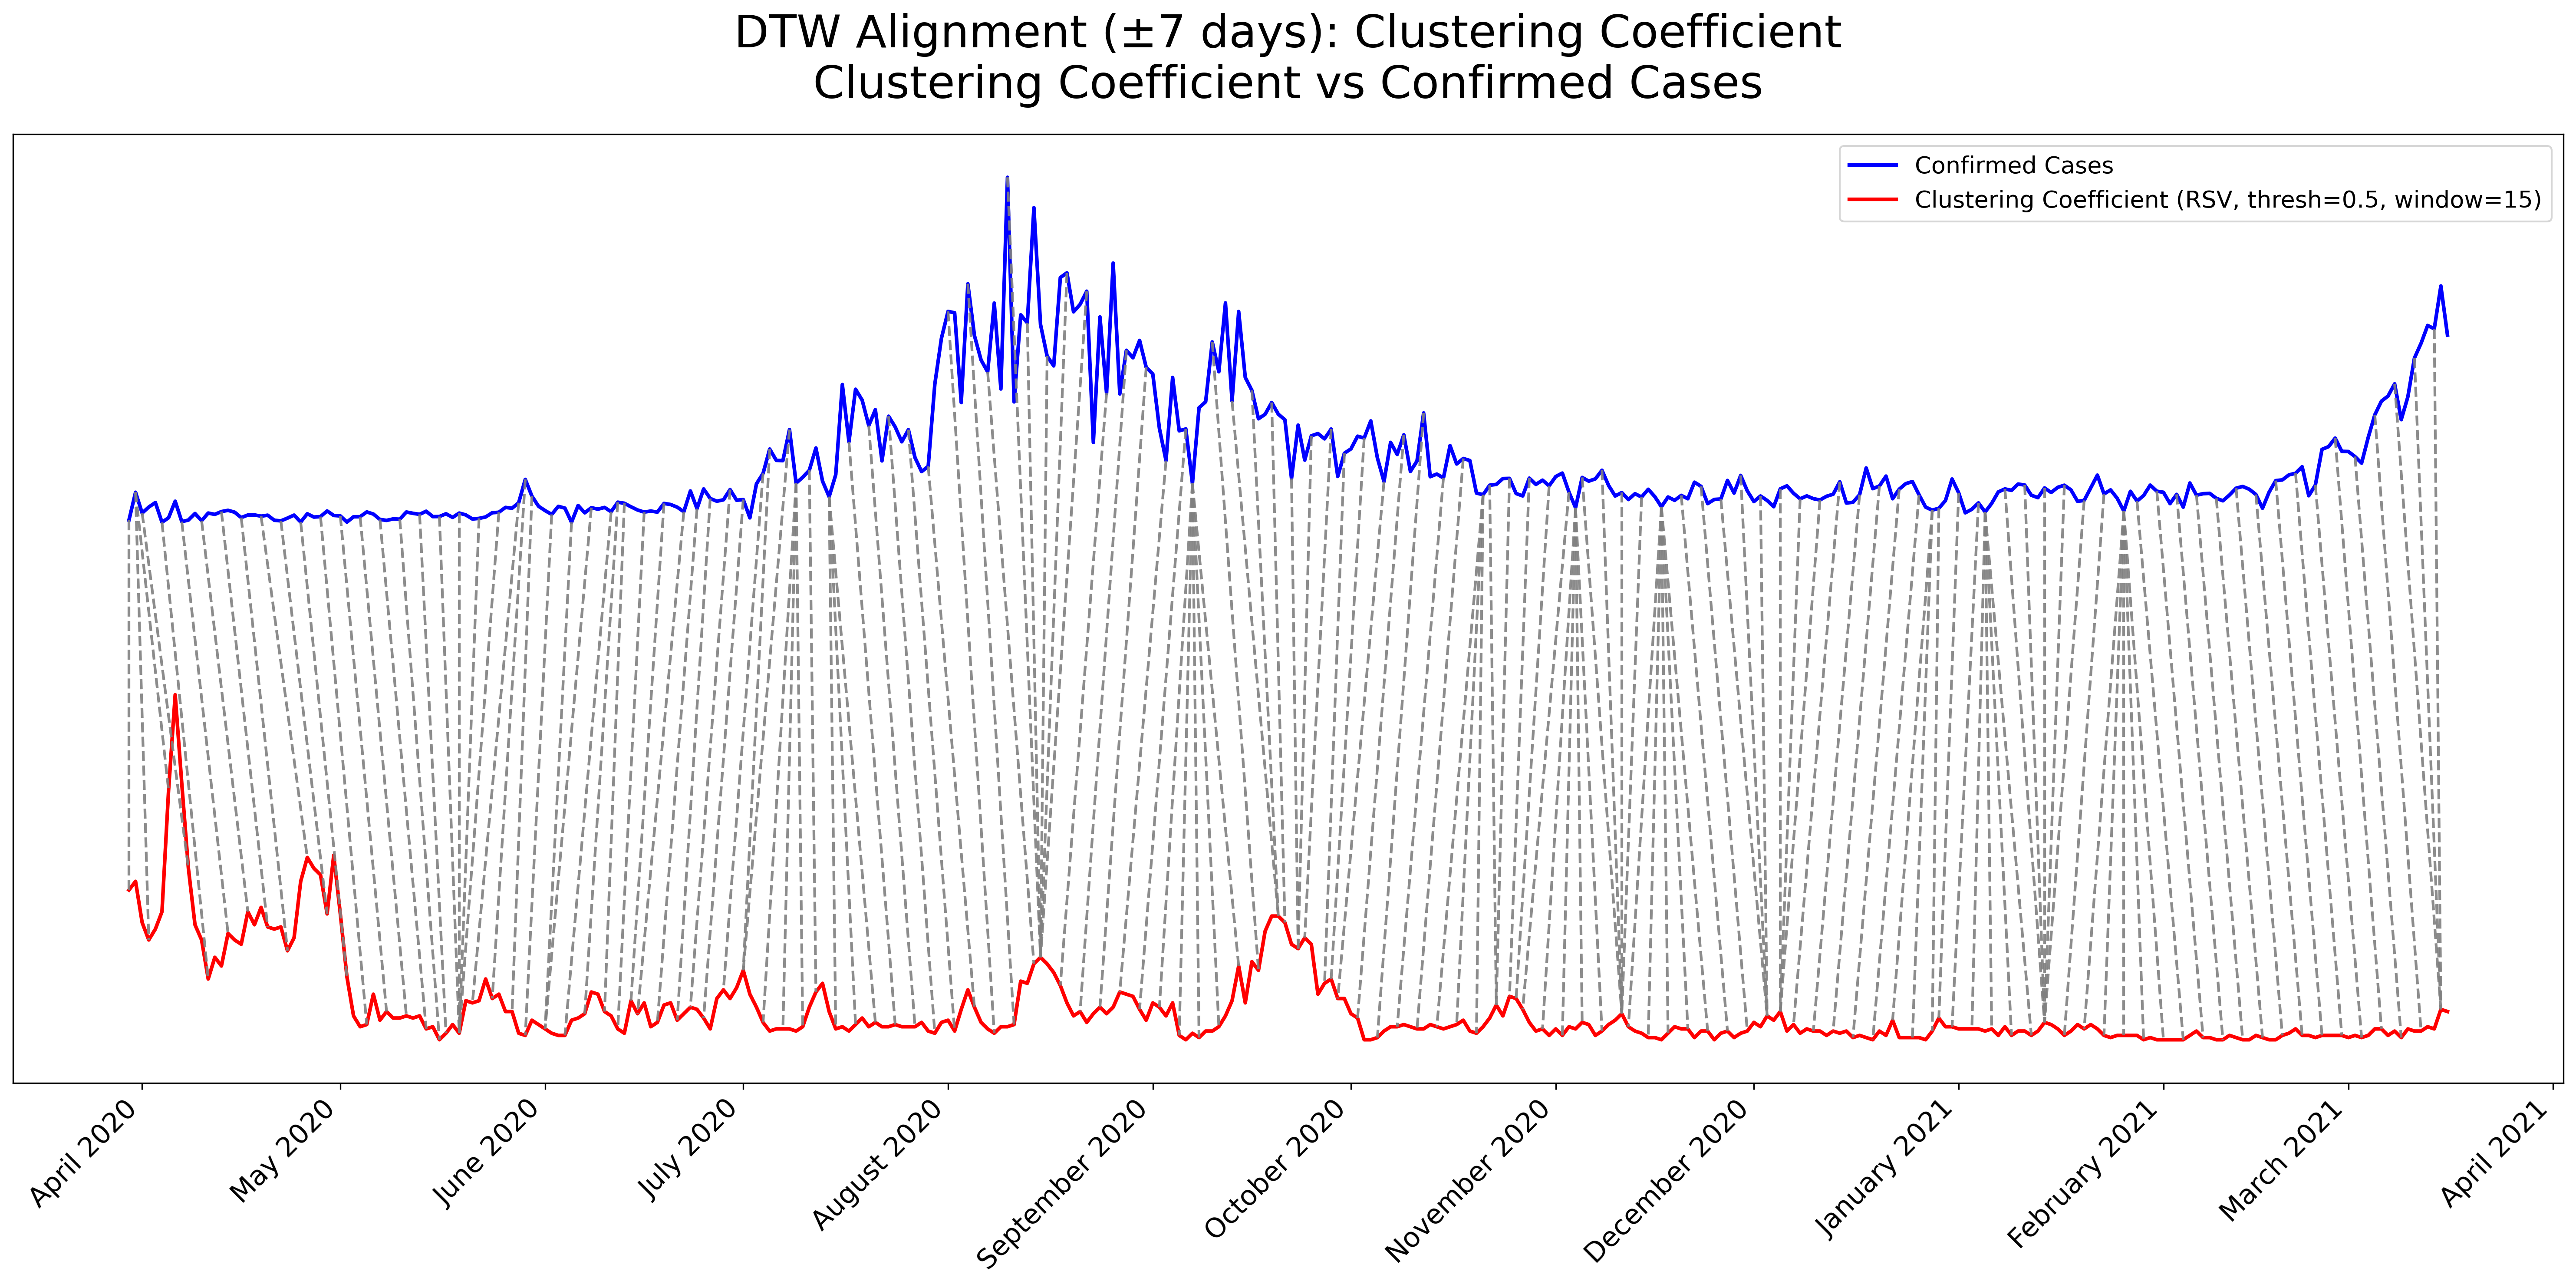 DTW Alignment (±7 days): Clustering Coefficient
Clustering Coefficient vs Confirmed Cases
Confirmed Cases
Clustering Coefficient (RSV, thresh=0.5, window=15)
April 2020
May 2020
June 2020
July 2020
August 2020
September 2020
October 2020
November 2020
December 2020
January 2021
February 2021
March 2021
April 2021